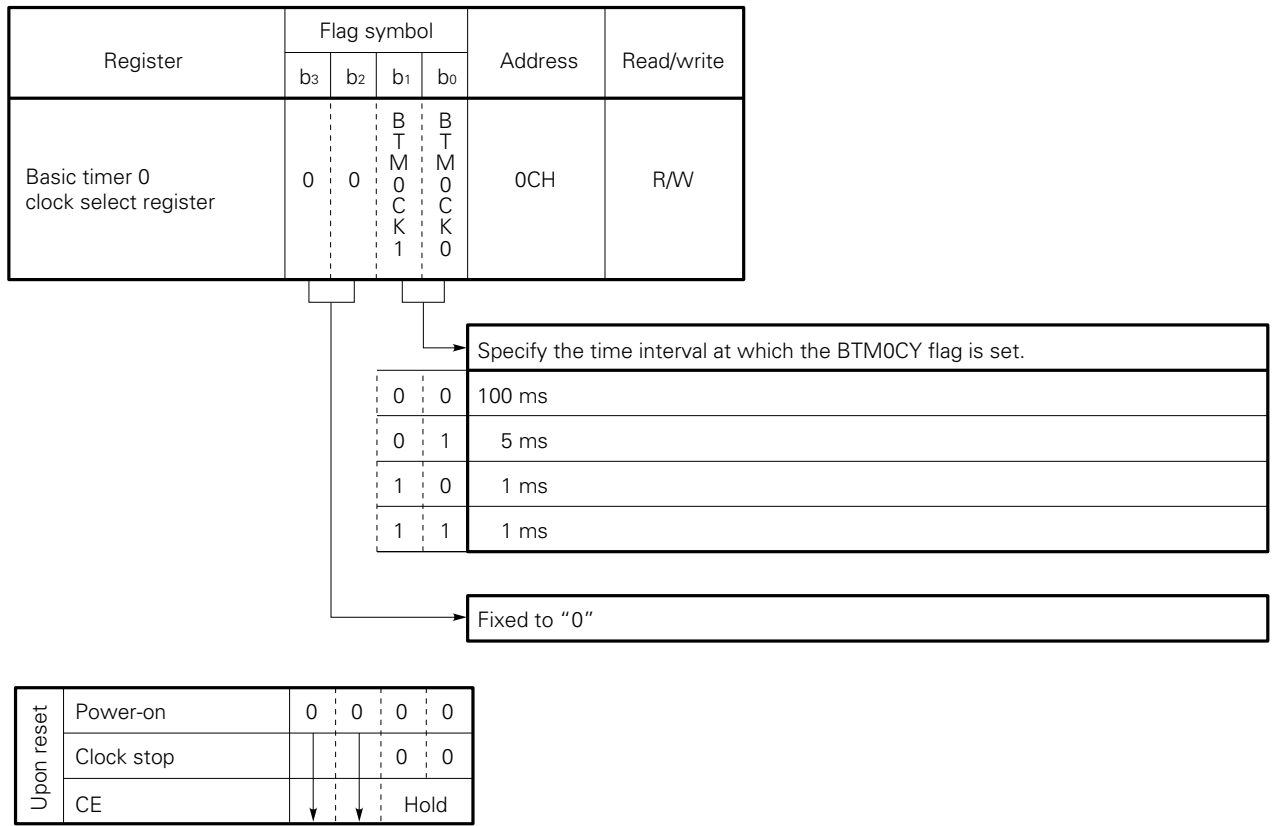 Register
Flag symbol
Address
Read/write
b3 b2 b1 b0
Basic timer 0
clock select register
0 0 BTM0CK1 BTM0CK0 0CH R/W
Specify the time interval at which the BTM0CY flag is set.
0 0 100 ms
0 1 5 ms
1 0 1 ms
1 1 1 ms
Fixed to “0”
Upon reset
Power-on 0 0 0 0
Clock stop 0 0
CE Hold